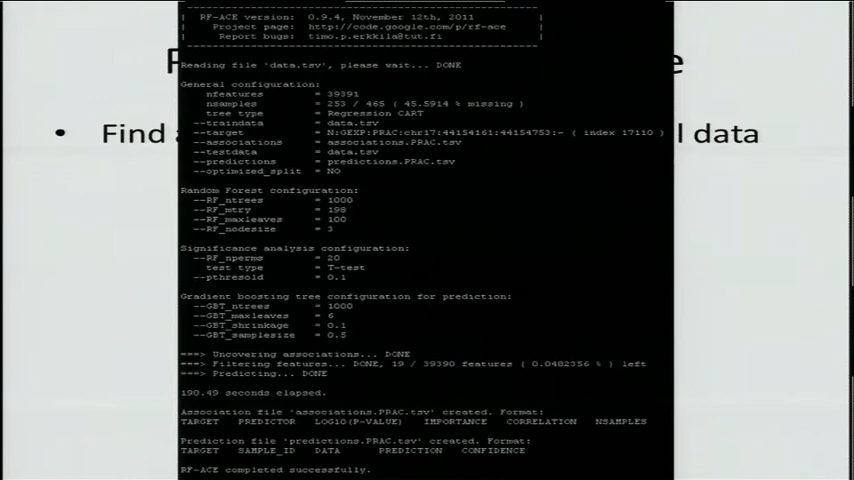 RF-ACE version: 0.9.4, November 12th, 2011
Project page: http://code.google.com/p/rf-ace
Report bugs: timo.p.erkkila@tut.fi
Reading file 'data.tsv', please wait... DONE
General configuration:
nfeatures = 39391
nsamples = 253 / 465 ( 45.5914 % missing )
tree type = Regression CART
--traindata = data.tsv
--target = N:GEXP:PRAC:chr17:44154161:44154753:- ( index 17110 )
--associations = associations.PRAC.tsv
--testdata = data.tsv
--predictions = predictions.PRAC.tsv
--optimized_split = NO
• Find
l data
Random Forest configuration:
--RF_ntrees = 1000
--RF_mtry = 198
--RF_maxleaves = 100
--RF_nodesize = 3
Significance analysis configuration:
--RF_nperms = 20
test type = T-test
--pthresold = 0.1
Gradient boosting tree configuration for prediction:
--GBT_ntrees = 1000
--GBT_maxleaves = 6
--GBT_shrinkage = 0.1
--GBT_samplesize = 0.5
===> Uncovering associations... DONE
===> Filtering features... DONE, 19 / 39390 features ( 0.0482356 % ) left
===> Predicting... DONE
190.49 seconds elapsed.
Association file 'associations.PRAC.tsv' created. Format:
TARGET PREDICTOR LOG10(P-VALUE) IMPORTANCE CORRELATION NSAMPLES
Prediction file 'predictions.PRAC.tsv' created. Format:
TARGET SAMPLE_ID DATA PREDICTION CONFIDENCE
RF-ACE completed successfully.